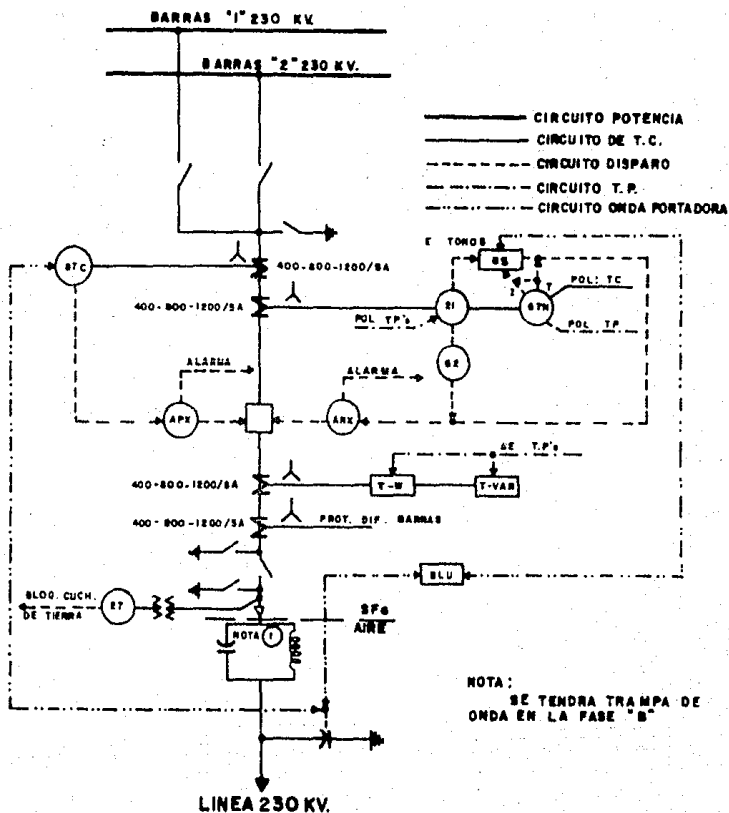 BARRAS "1" 230 KV.
BARRAS "2" 230 KV.
CIRCUITO POTENCIA
CIRCUITO DE T.C.
CIRCUITO DISPARO
CIRCUITO T.P.
CIRCUITO ONDA PORTADORA
87C
400-800-1200/5A
E TONOS
85
T
POL: TC
400-800-1200/5A
POL TP's
21
67N
POL TP
ALARMA
ALARMA
62
APX
ANX
DE T.P's
400-800-1200/5A
T-W
T-VAR
400-800-1200/5A
PROT. DIF. BARRAS
BLU
BLOQ. CUCH.
DE TIERRA
27
SF6
AIRE
NOTA 1
NOTA:
SE TENDRA TRAMPA DE
ONDA EN LA FASE "B"
LINEA 230 KV.